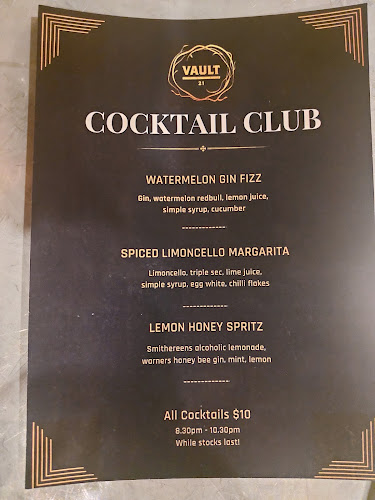 VAULT
21
COCKTAIL CLUB
WATERMELON GIN FIZZ
Gin, watermelon redbull, lemon juice,
simple syrup, cucumber
SPICED LIMONCELLO MARGARITA
Limoncello, triple sec, lime juice,
simple syrup, egg white, chilli flakes
LEMON HONEY SPRITZ
Smithereens alcoholic lemonade,
warners honey bee gin, mint, lemon
All Cocktails $10
8.30pm - 10.30pm
While stocks last!